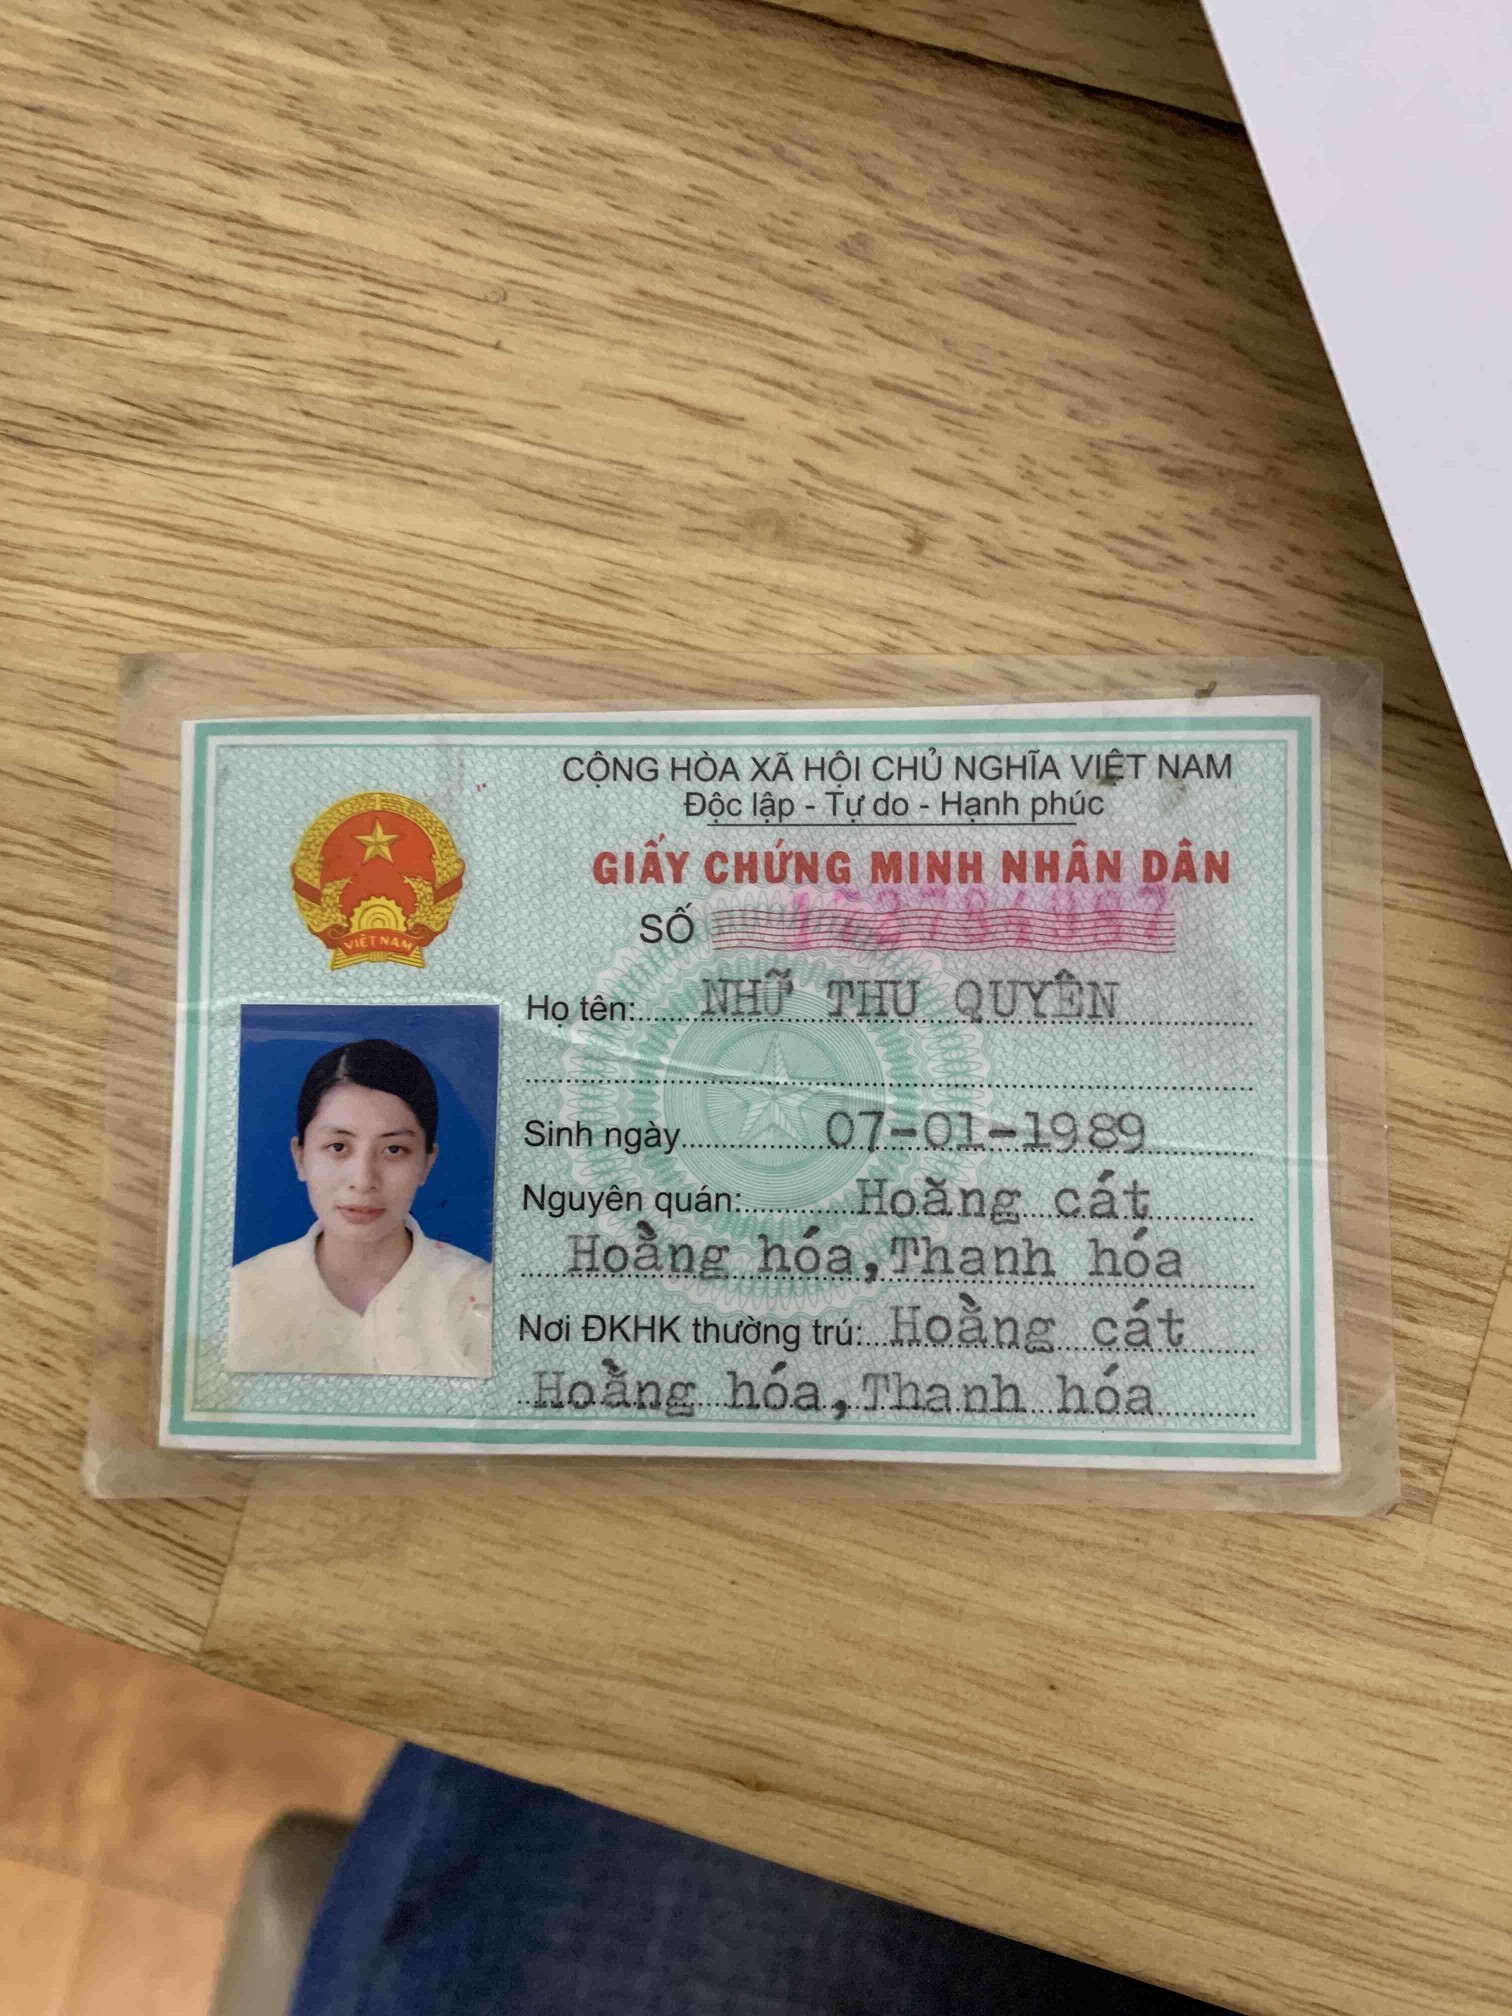 CỘNG HÒA XÃ HỘI CHỦ NGHĨA VIỆT NAM
Độc lập - Tự do - Hạnh phúc
GIẤY CHỨNG MINH NHÂN DÂN
SỐ
VIỆT NAM
Họ tên: NHỮ THU QUYÊN
Sinh ngày 07-01-1989
Nguyên quán: Hoằng cát
Hoằng hóa, Thanh hóa
Nơi ĐKHK thường trú: Hoằng cát
Hoằng hóa, Thanh hóa